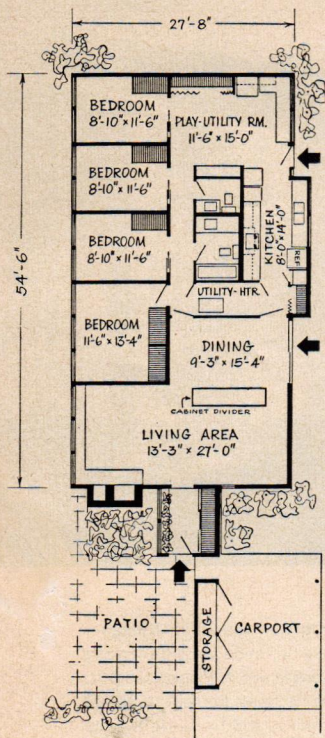 27'-8"
54'-6"
BEDROOM
8'-10" × 11'-6"
PLAY-UTILITY RM.
11'-6" × 15'-0"
BEDROOM
8'-10" × 11'-6"
BEDROOM
8'-10" × 11'-6"
KITCHEN
8'-0" × 14'-0"
REF
UTILITY-HTR.
BEDROOM
11'-6" × 13'-4"
DINING
9'-3" × 15'-4"
CABINET DIVIDER
LIVING AREA
13'-3" × 27'-0"
PATIO
STORAGE
CARPORT